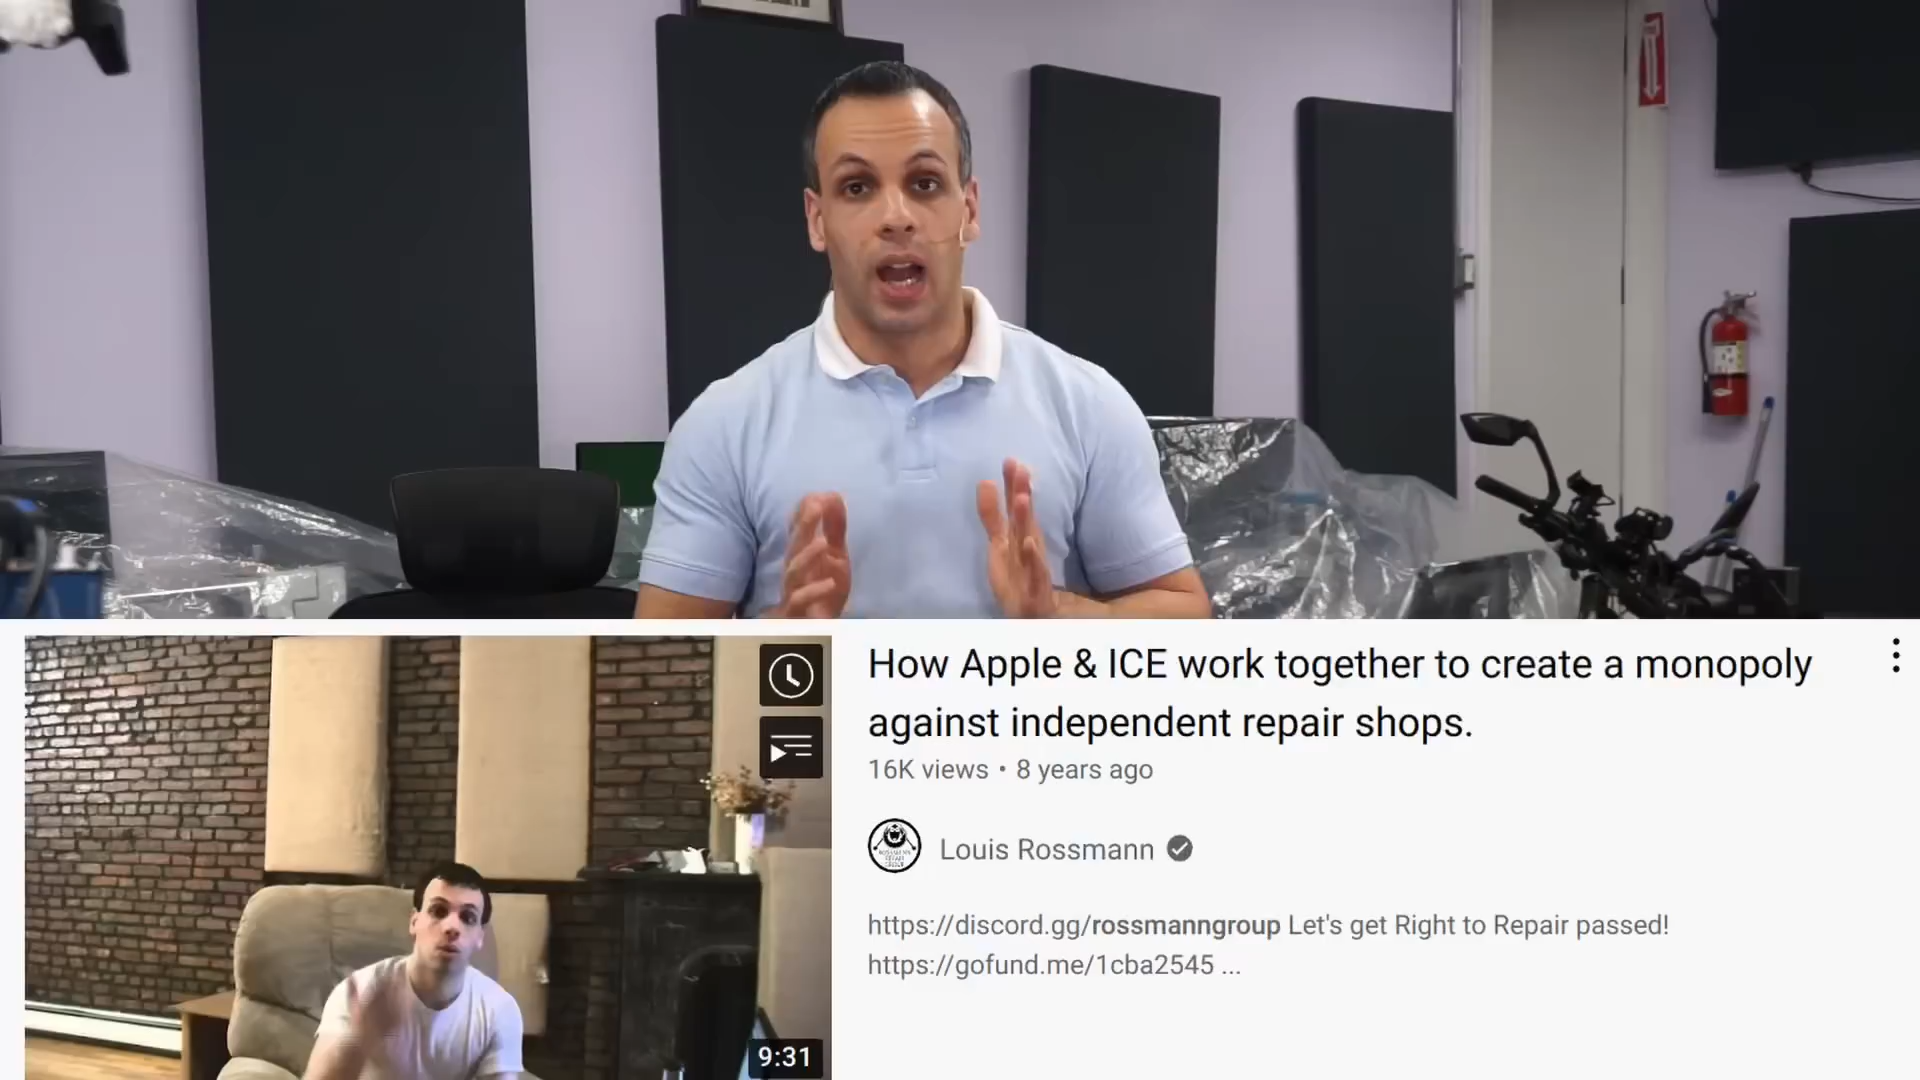 How Apple & ICE work together to create a monopoly
against independent repair shops.
16K views • 8 years ago
Louis Rossmann
https://discord.gg/rossmanngroup Let's get Right to Repair passed!
https://gofund.me/1cba2545 ...
9:31